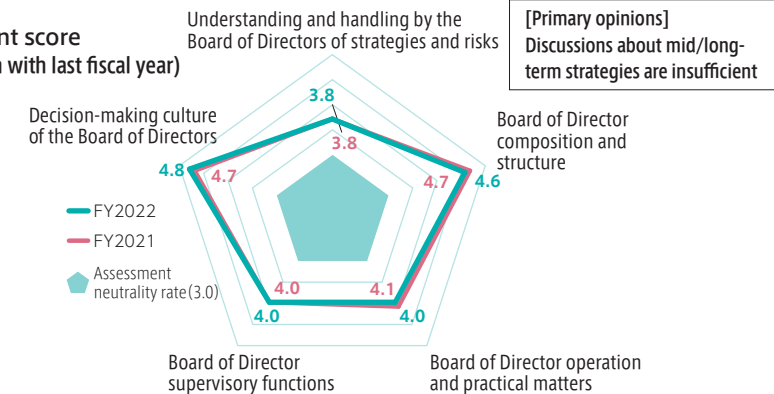 Understanding and handling by the
Board of Directors of strategies and risks
[Primary opinions]
Discussions about mid/long-
term strategies are insufficient
nt score
with last fiscal year)
3.8
3.8
Decision-making culture
of the Board of Directors
Board of Director
composition and
structure
4.8
4.7
4.7
4.6
FY2022
FY2021
Assessment
neutrality rate(3.0)
4.0
4.0
4.1
4.0
Board of Director
supervisory functions
Board of Director operation
and practical matters